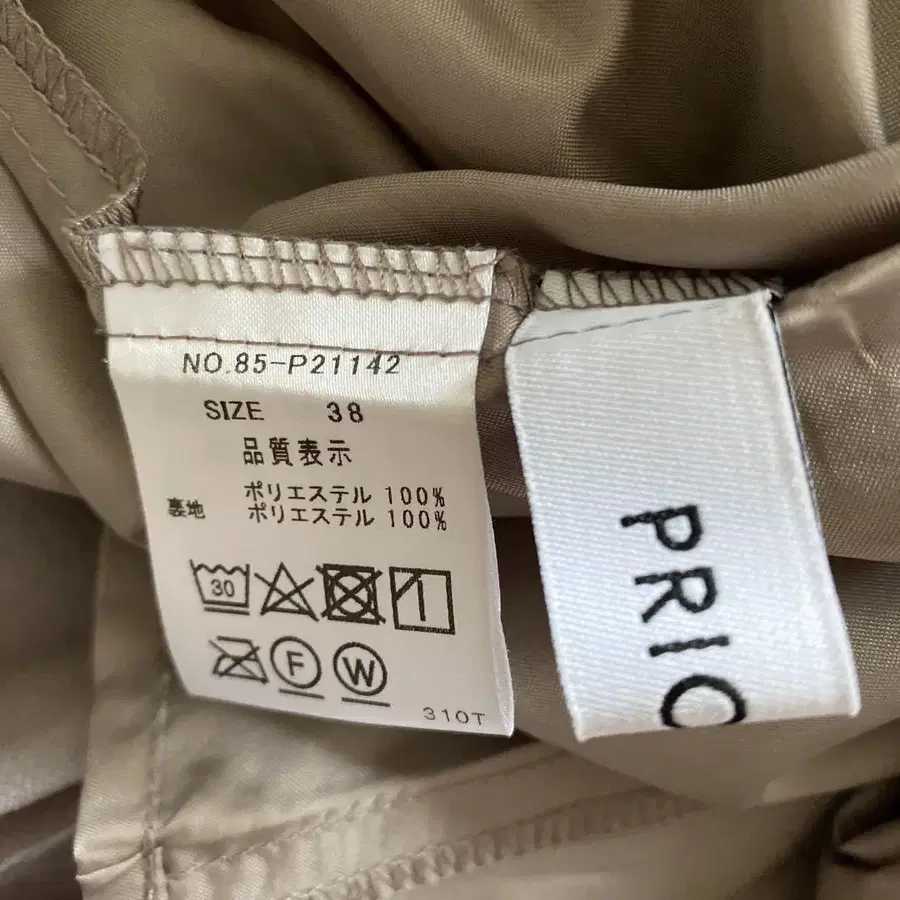 NO.85-P21142
SIZE 38
品質表示
ポリエステル 100%
裏地 ポリエステル 100%
30
F W
310T
PRIO